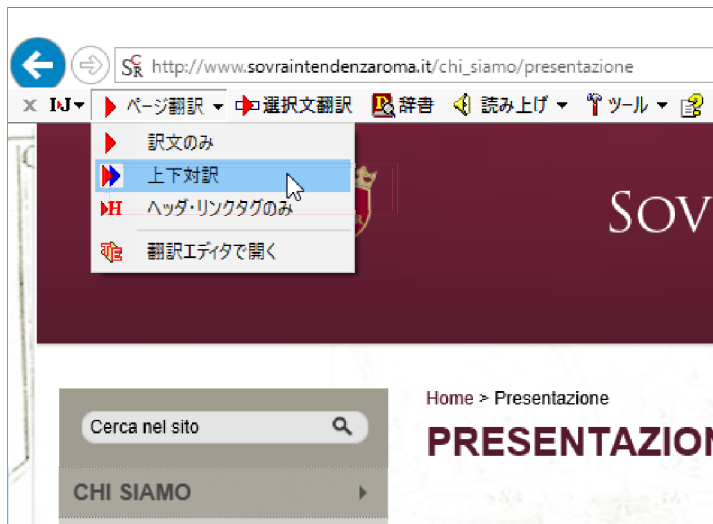 SCR http://www.sovraintendenzaroma.it/chi_siamo/presentazione
x I▸J▾ ページ翻訳 ▾ 選択文翻訳 辞書 読み上げ ▾ ツール ▾
訳文のみ
上下対訳
H ヘッダ・リンクタグのみ
翻訳エディタで開く
SOV
Home > Presentazione
Cerca nel sito
PRESENTAZION
CHI SIAMO